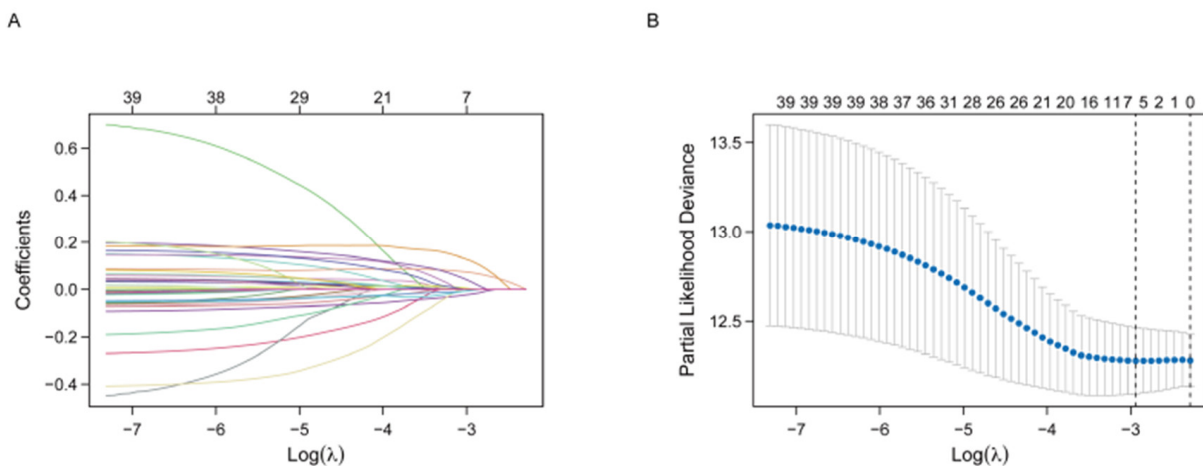 A
39 38 29 21 7
Coefficients
0.6
0.4
0.2
0.0
−0.2
−0.4
−7 −6 −5 −4 −3
Log(λ)
B
39 39 39 39 38 37 36 31 28 26 26 21 20 16 11 7 5 2 1 0
Partial Likelihood Deviance
13.5
13.0
12.5
−7 −6 −5 −4 −3
Log(λ)